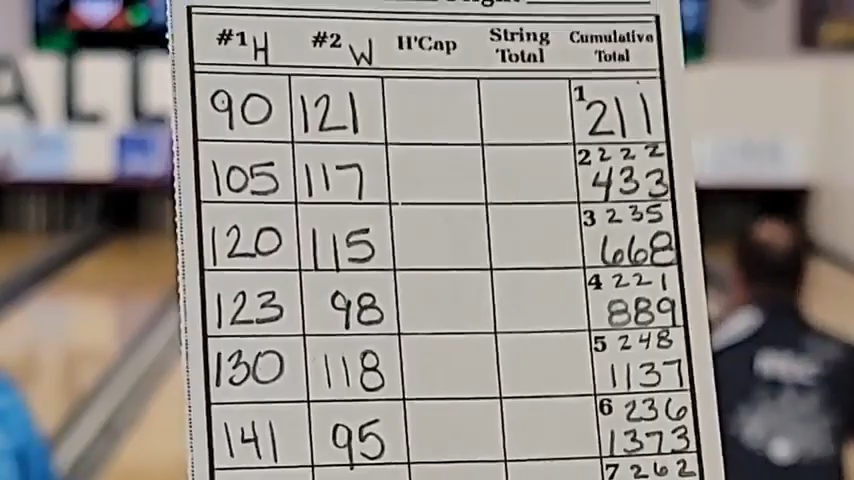 #1 H #2 W H'Cap String Total Cumulative Total
90 121 1 211
105 117 2 222 433
120 115 3 235 668
123 98 4 221 889
130 118 5 248 1137
141 95 6 236 1373
7 262